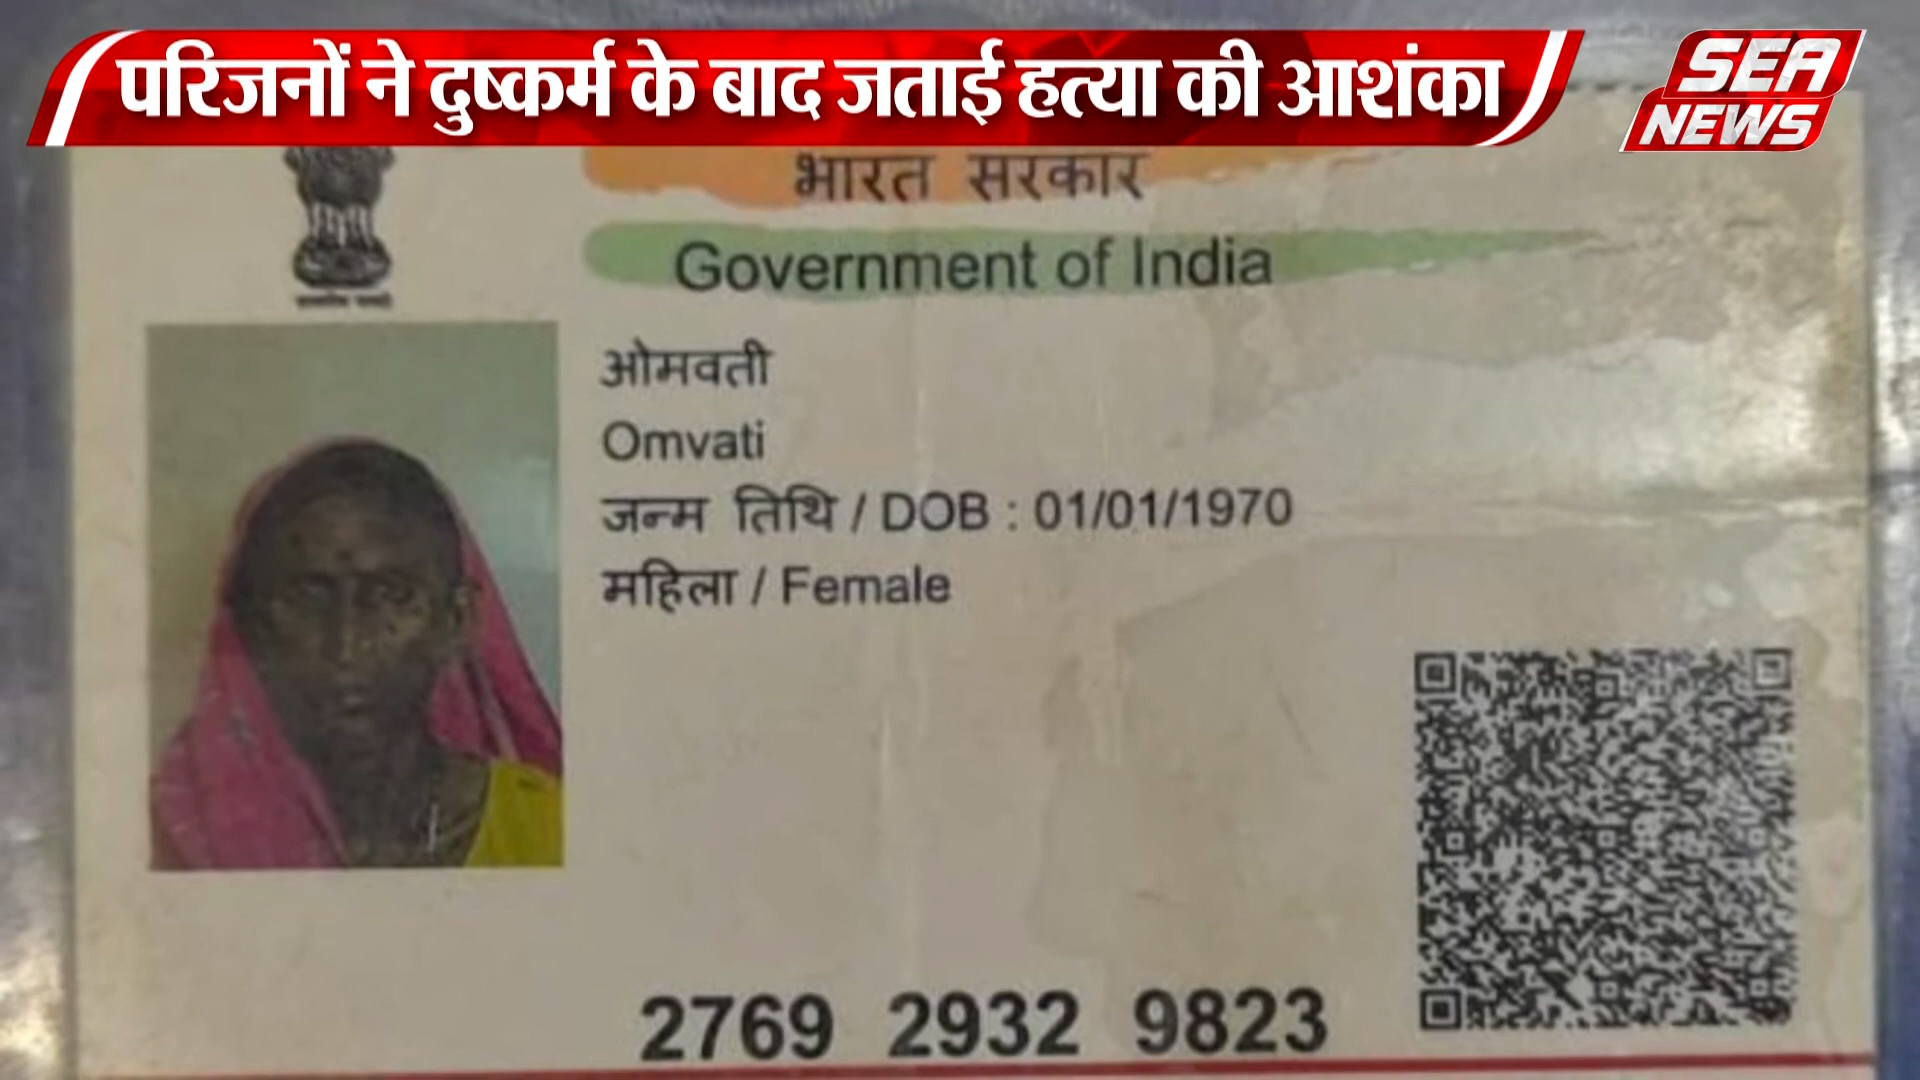 परिजनों ने दुष्कर्म के बाद जताई हत्या की आशंका
SEA
NEWS
भारत सरकार
Government of India
ओमवती
Omvati
जन्म तिथि / DOB : 01/01/1970
महिला / Female
2769 2932 9823